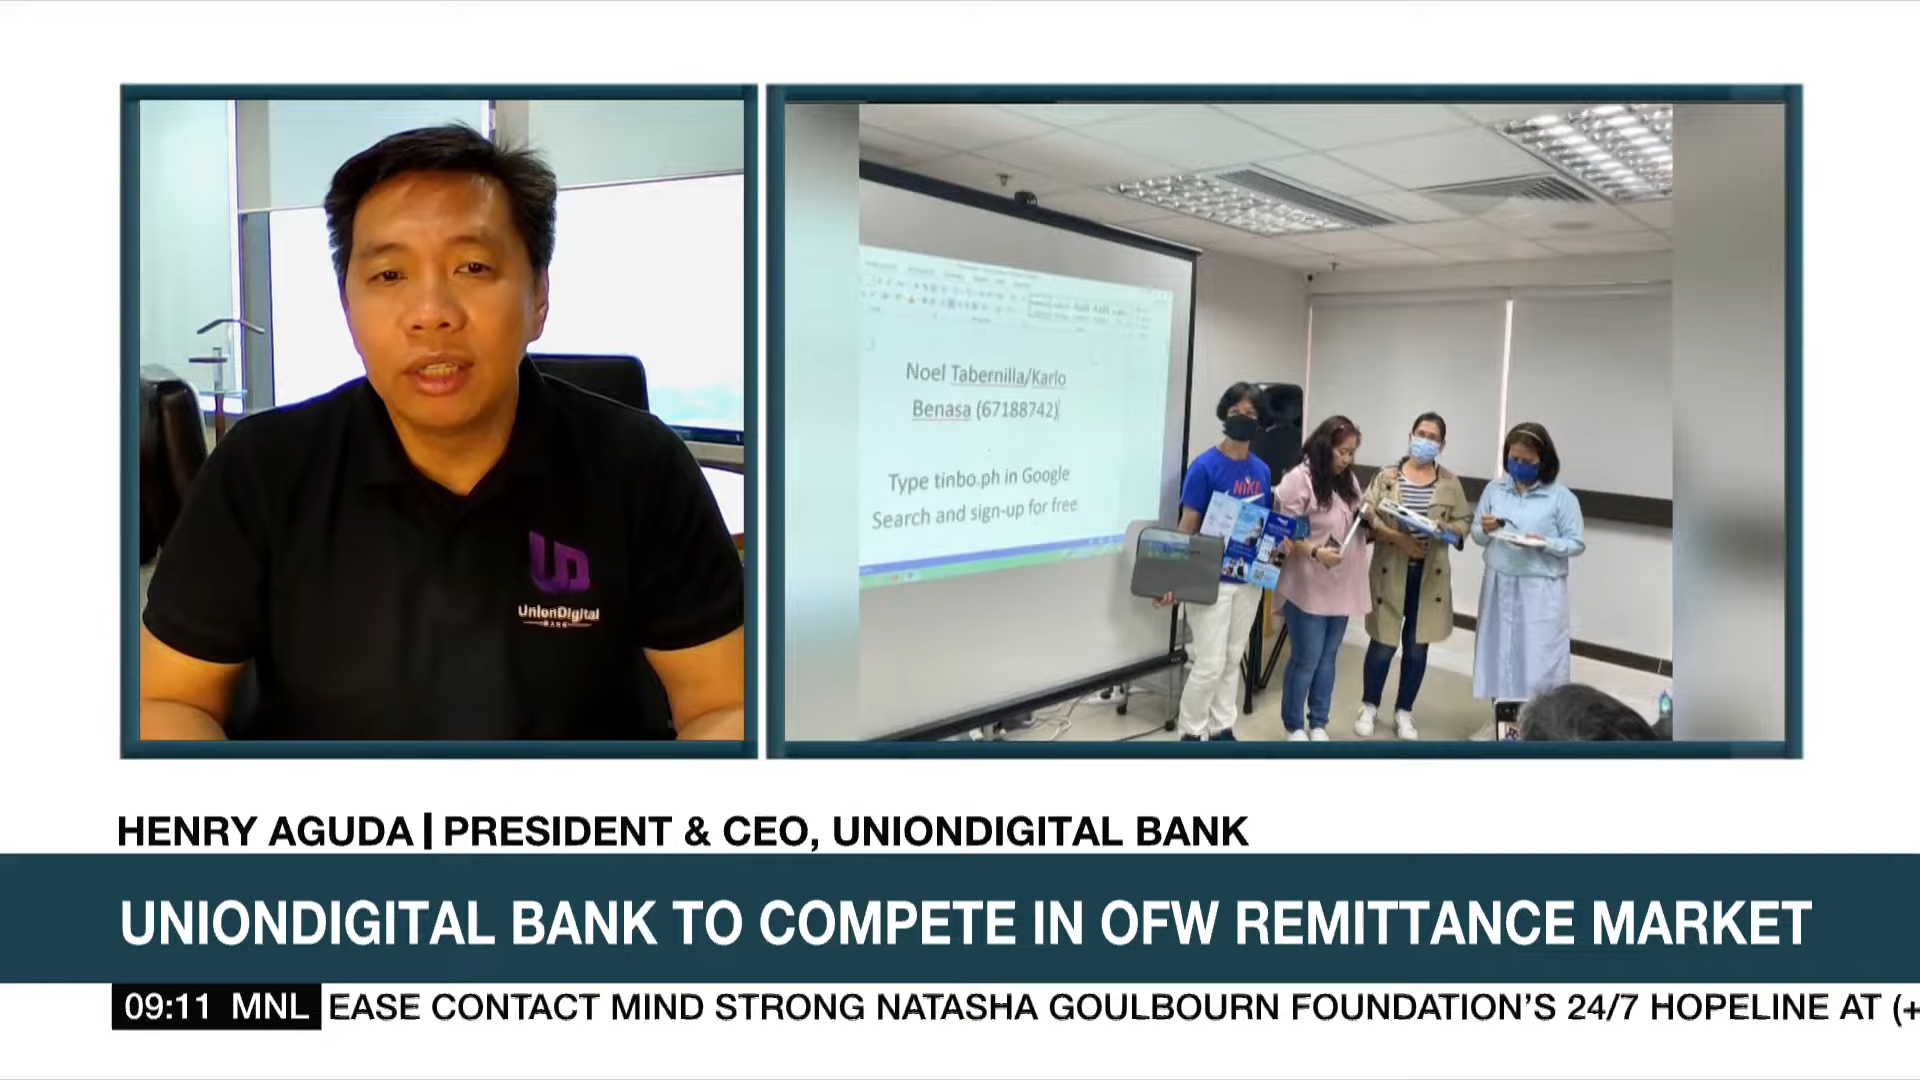 Noel Tabernilla/Karlo
Benasa (67188742)
Type tinbo.ph in Google
Search and sign-up for free
NIKE
UnionDigital
BANK
HENRY AGUDA | PRESIDENT & CEO, UNIONDIGITAL BANK
UNIONDIGITAL BANK TO COMPETE IN OFW REMITTANCE MARKET
09:11 MNL EASE CONTACT MIND STRONG NATASHA GOULBOURN FOUNDATION'S 24/7 HOPELINE AT (+